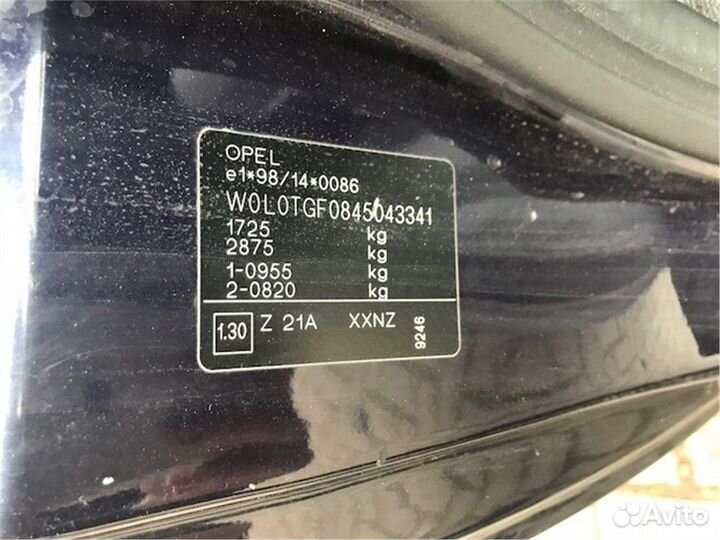 OPEL
e1*98/14*0086
W0L0TGF0845043341
1725 kg
2875 kg
1-0955 kg
2-0820 kg
1.30 Z 21A XXNZ 9246
Avito